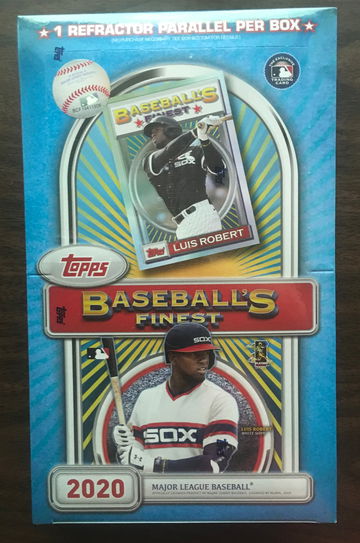 ★ 1 REFRACTOR PARALLEL PER BOX ★
BASEBALL'S
★ FINEST ★
SOX
Topps
LUIS ROBERT
Topps
BASEBALL'S
FINEST
Topps
SOX
SOX
LUIS ROBERT
2020
MAJOR LEAGUE BASEBALL®